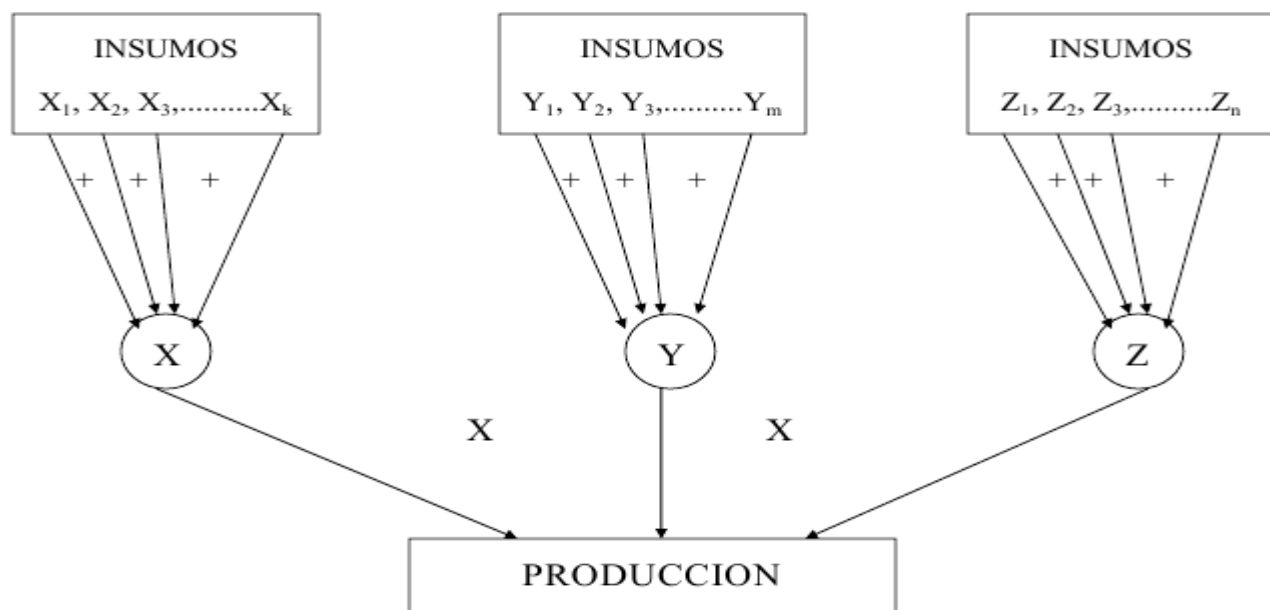 INSUMOS
X₁, X₂, X₃,..........Xₖ
INSUMOS
Y₁, Y₂, Y₃,..........Yₘ
INSUMOS
Z₁, Z₂, Z₃,..........Zₙ
+ + +
+ + +
+ + +
X
Y
Z
X
X
PRODUCCION